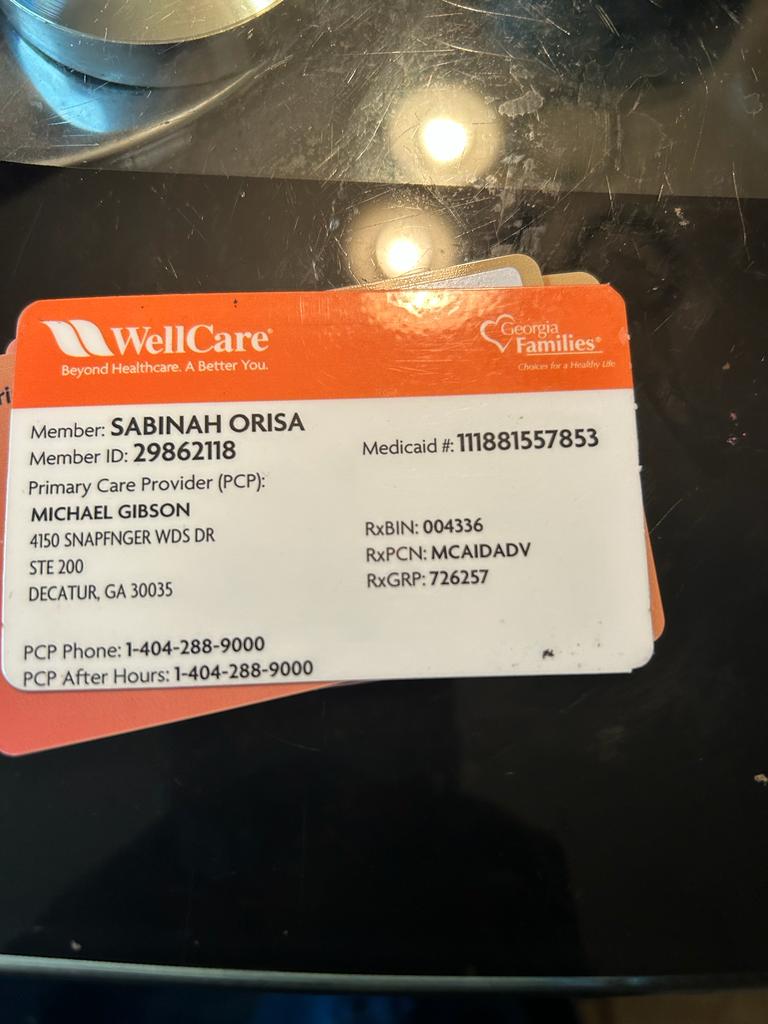 WellCare®
Beyond Healthcare. A Better You.
Georgia
Families®
Choices for a Healthy Life
ri
Member: SABINAH ORISA
Member ID: 29862118
Medicaid #: 111881557853
Primary Care Provider (PCP):
MICHAEL GIBSON
4150 SNAPFNGER WDS DR
STE 200
DECATUR, GA 30035
RxBIN: 004336
RxPCN: MCAIDADV
RxGRP: 726257
PCP Phone: 1-404-288-9000
PCP After Hours: 1-404-288-9000